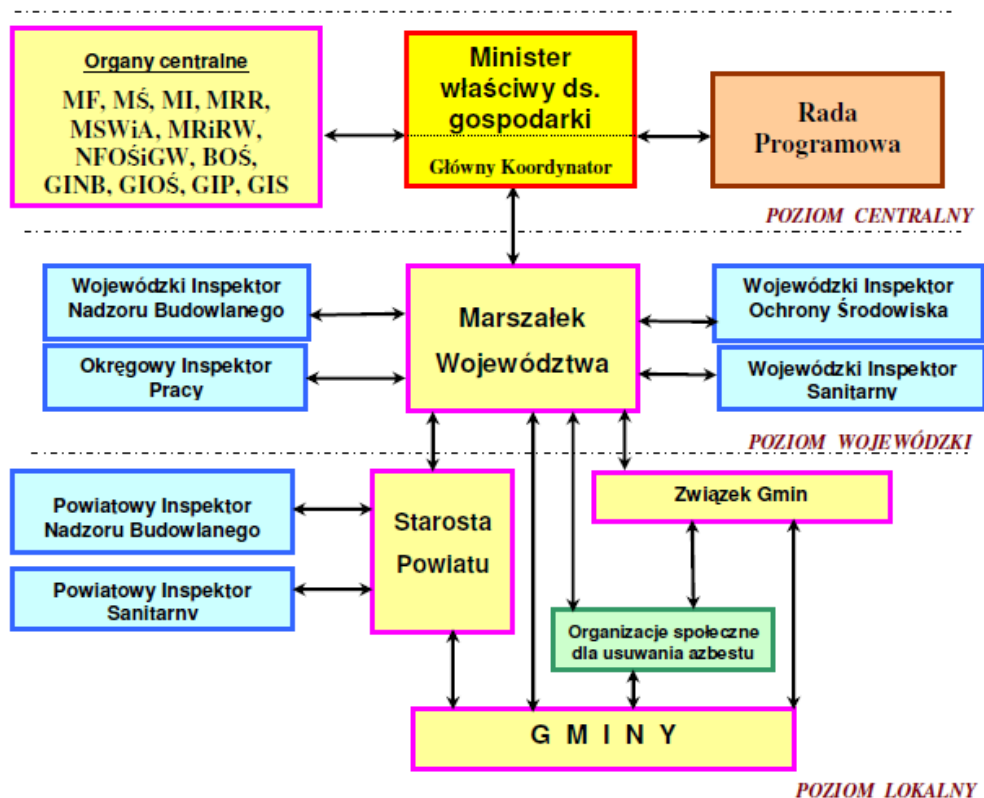 Organy centralne
MF, MŚ, MI, MRR,
MSWiA, MRiRW,
NFOŚiGW, BOŚ,
GINB, GIOŚ, GIP, GIS
Minister
właściwy ds.
gospodarki
Główny Koordynator
Rada
Programowa
POZIOM CENTRALNY
Wojewódzki Inspektor
Nadzoru Budowlanego
Okręgowy Inspektor
Pracy
Marszałek
Województwa
Wojewódzki Inspektor
Ochrony Środowiska
Wojewódzki Inspektor
Sanitarny
POZIOM WOJEWÓDZKI
Powiatowy Inspektor
Nadzoru Budowlanego
Powiatowy Inspektor
Sanitarny
Starosta
Powiatu
Związek Gmin
Organizacje społeczne
dla usuwania azbestu
G M I N Y
POZIOM LOKALNY